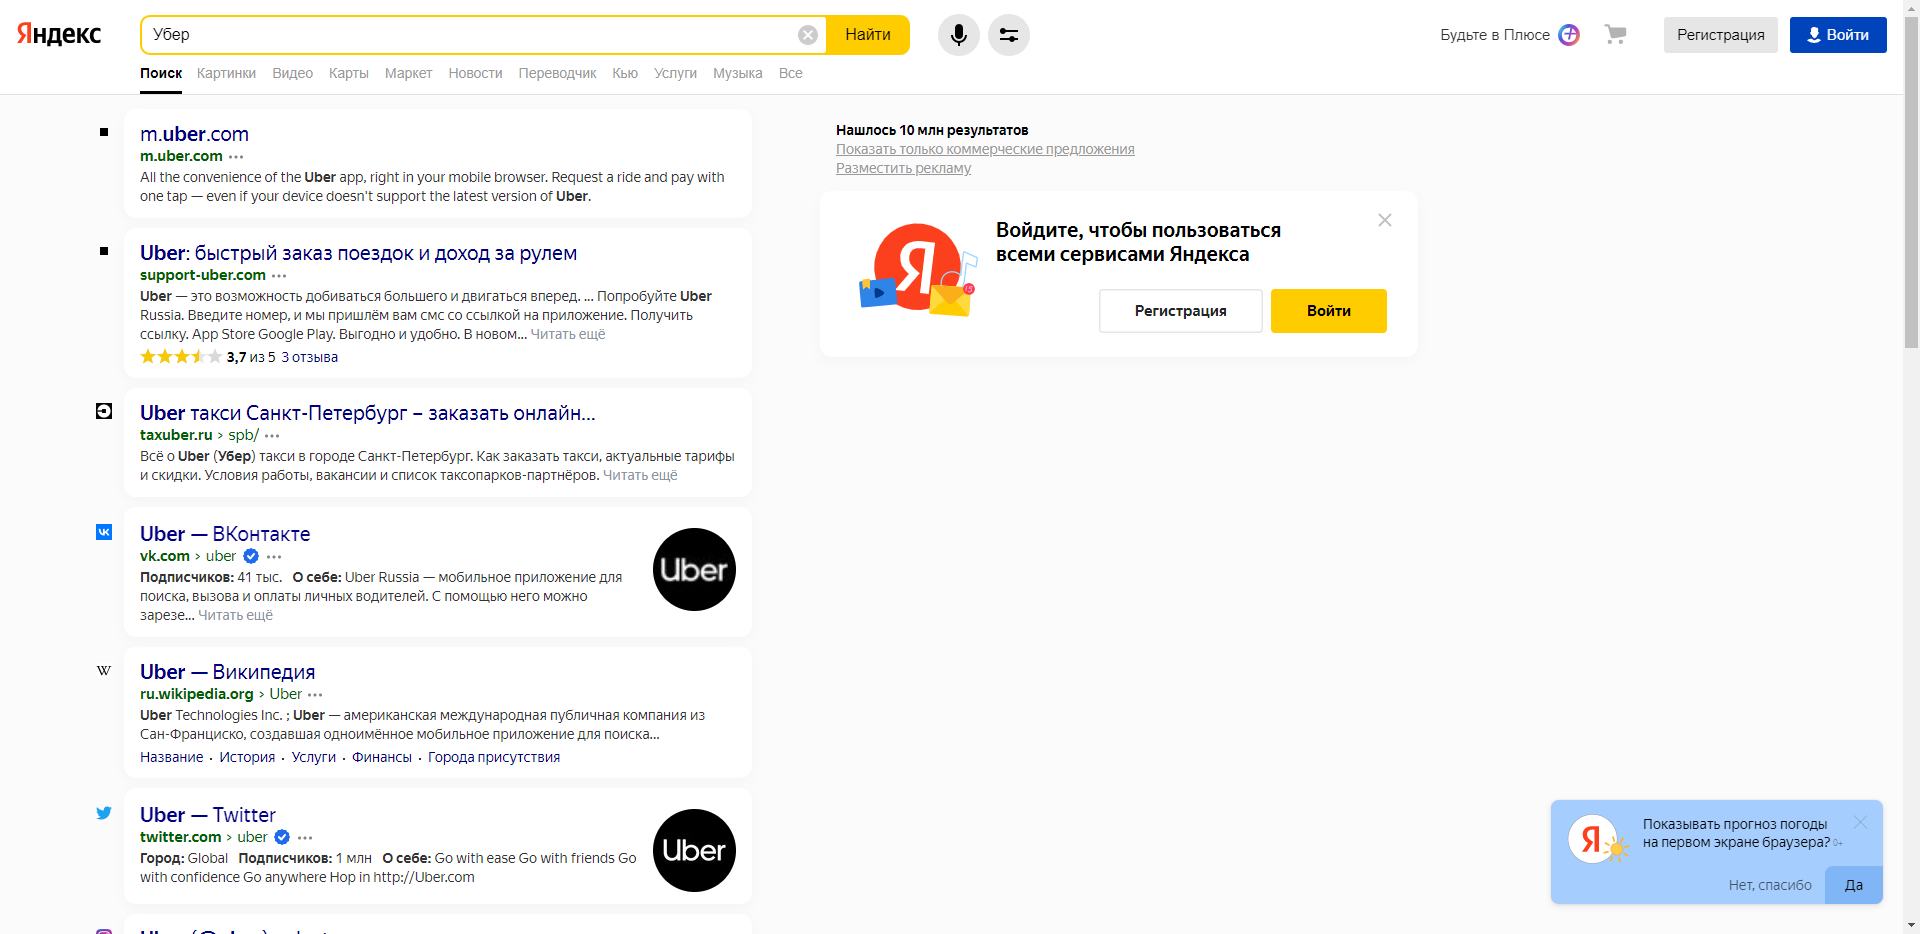 Яндекс
Убер
Найти
Будьте в Плюсе
Регистрация
Войти
Поиск Картинки Видео Карты Маркет Новости Переводчик Кью Услуги Музыка Все
m.uber.com
m.uber.com
All the convenience of the Uber app, right in your mobile browser. Request a ride and pay with
one tap — even if your device doesn't support the latest version of Uber.
Uber: быстрый заказ поездок и доход за рулем
support-uber.com
Uber — это возможность добиваться большего и двигаться вперед. ... Попробуйте Uber
Russia. Введите номер, и мы пришлём вам смс со ссылкой на приложение. Получить
ссылку. App Store Google Play. Выгодно и удобно. В новом... Читать ещё
3,7 из 5 3 отзыва
Uber такси Санкт-Петербург – заказать онлайн...
taxuber.ru › spb/
Всё о Uber (Убер) такси в городе Санкт-Петербург. Как заказать такси, актуальные тарифы
и скидки. Условия работы, вакансии и список таксопарков-партнёров. Читать ещё
Uber — ВКонтакте
vk.com › uber
Подписчиков: 41 тыс. О себе: Uber Russia — мобильное приложение для
поиска, вызова и оплаты личных водителей. С помощью него можно
зарезе... Читать ещё
Uber
W
Uber — Википедия
ru.wikipedia.org › Uber
Uber Technologies Inc. ; Uber — американская международная публичная компания из
Сан-Франциско, создавшая одноимённое мобильное приложение для поиска...
Название · История · Услуги · Финансы · Города присутствия
Uber — Twitter
twitter.com › uber
Город: Global Подписчиков: 1 млн О себе: Go with ease Go with friends Go
with confidence Go anywhere Hop in http://Uber.com
Uber
Нашлось 10 млн результатов
Показать только коммерческие предложения
Разместить рекламу
Я
15
Войдите, чтобы пользоваться
всеми сервисами Яндекса
Регистрация
Войти
Я
Показывать прогноз погоды
на первом экране браузера? 0+
Нет, спасибо
Да